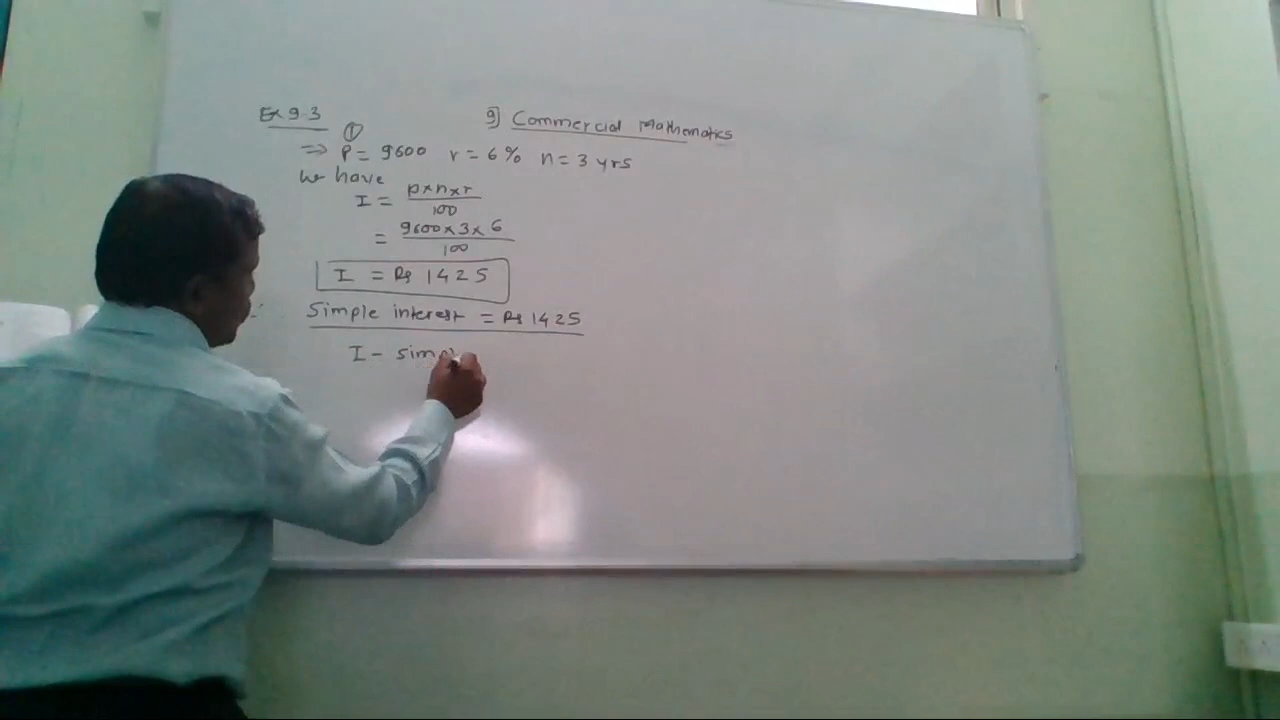 Ex 9.3
9] Commercial Mathematics
①
⇒ P = 9600 r = 6% n = 3 yrs
We have
I = p×n×r / 100
= 9600×3×6 / 100
I = Rs 1425
∴ Simple interest = Rs 1425
I - simp